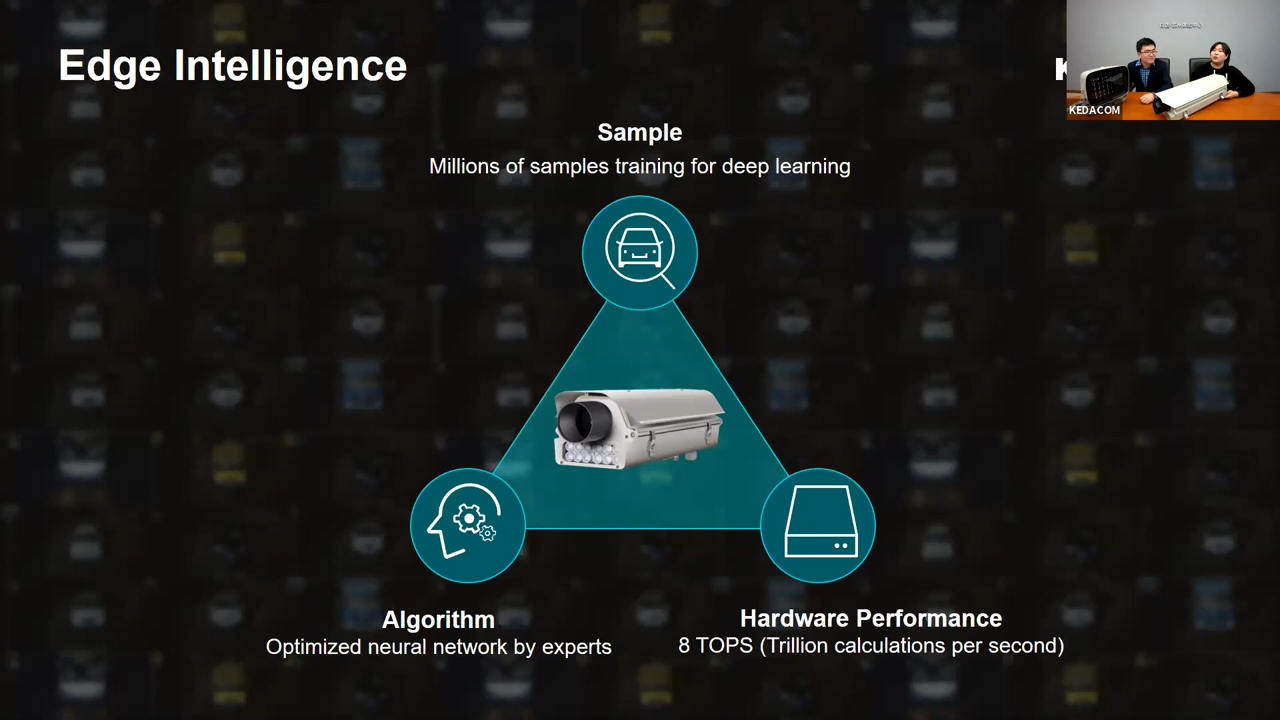 Edge Intelligence
Sample
Millions of samples training for deep learning
KEDACOM
Algorithm
Optimized neural network by experts
Hardware Performance
8 TOPS (Trillion calculations per second)